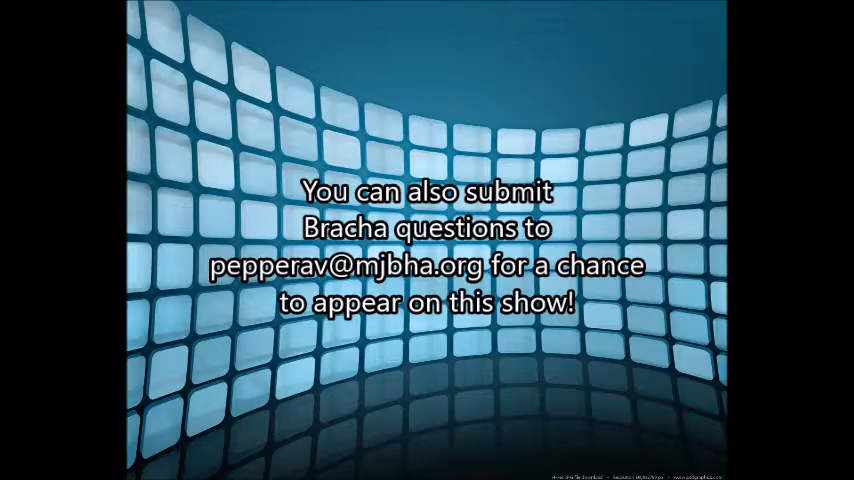 You can also submit
Bracha questions to
pepperav@mjbha.org for a chance
to appear on this show!